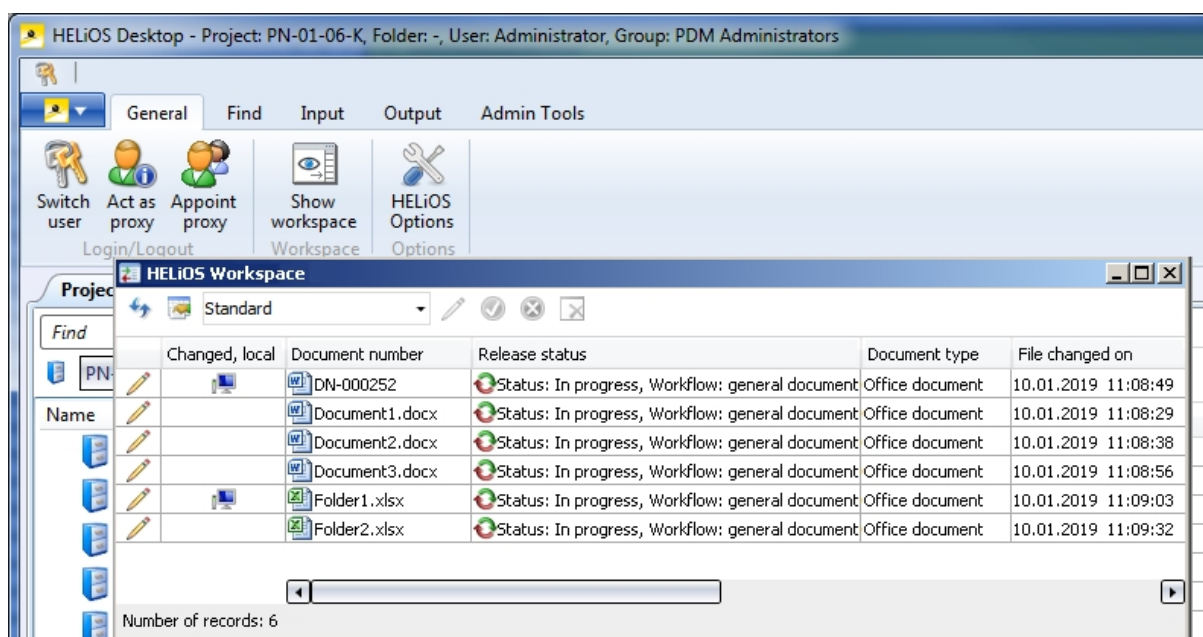 HELiOS Desktop - Project: PN-01-06-K, Folder: -, User: Administrator, Group: PDM Administrators
General Find Input Output Admin Tools
Switch user Act as proxy Appoint proxy Show workspace HELiOS Options
Login/Logout Workspace Options
HELiOS Workspace
Projec
Standard
Find
PN-
Changed, local Document number Release status Document type File changed on
DN-000252 Status: In progress, Workflow: general document Office document 10.01.2019 11:08:49
Name
Document1.docx Status: In progress, Workflow: general document Office document 10.01.2019 11:08:29
Document2.docx Status: In progress, Workflow: general document Office document 10.01.2019 11:08:38
Document3.docx Status: In progress, Workflow: general document Office document 10.01.2019 11:08:56
Folder1.xlsx Status: In progress, Workflow: general document Office document 10.01.2019 11:09:03
Folder2.xlsx Status: In progress, Workflow: general document Office document 10.01.2019 11:09:32
Number of records: 6